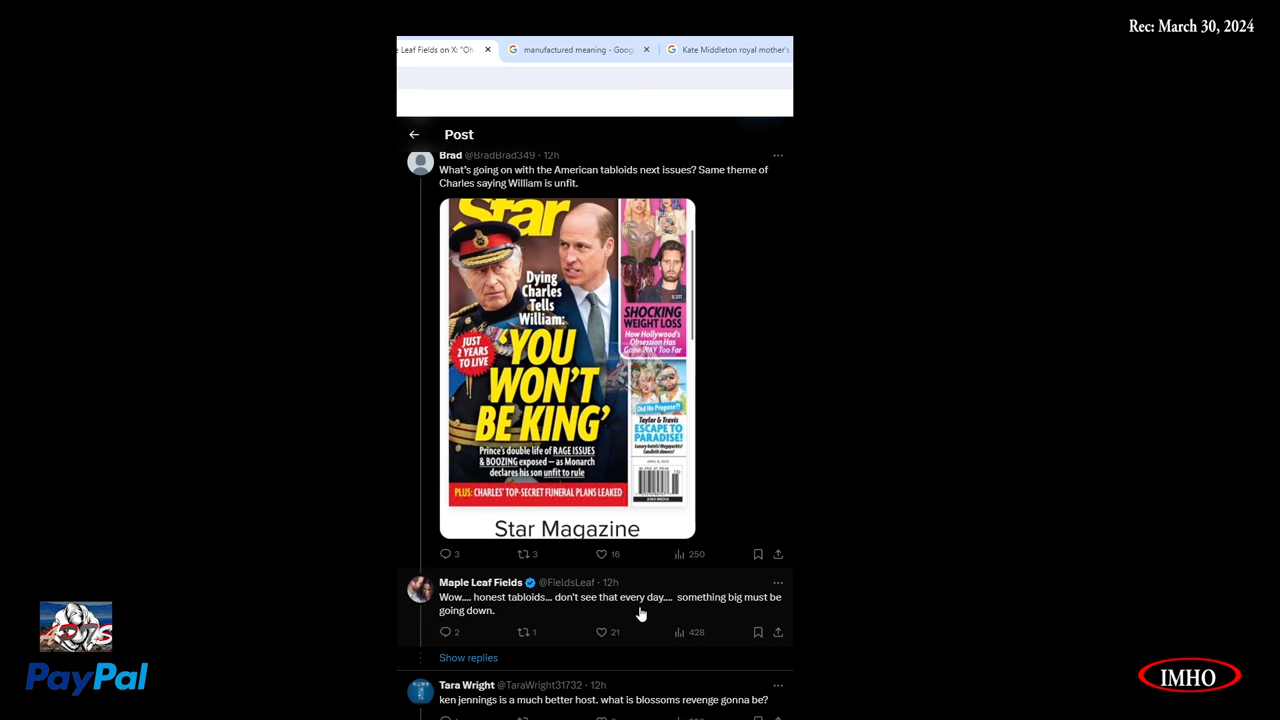 Rec: March 30, 2024
e Leaf Fields on X: "Oh
manufactured meaning - Goog
Kate Middleton royal mother's
Post
Brad @BradBrad349 · 12h
What's going on with the American tabloids next issues? Same theme of
Charles saying William is unfit.
Star
Dying
Charles
Tells
William:
JUST
2 YEARS
TO LIVE
'YOU
WON'T
BE KING'
Prince's double life of RAGE ISSUES
& BOOZING exposed — as Monarch
declares his son unfit to rule
PLUS: CHARLES' TOP-SECRET FUNERAL PLANS LEAKED
SCOTT
SHOCKING
WEIGHT LOSS
How Hollywood's
Obsession Has
Gone WAY Too Far
Did He Propose?!
Taylor & Travis
ESCAPE TO
PARADISE!
Star Magazine
3 3 16 250
Maple Leaf Fields @FieldsLeaf · 12h
Wow.... honest tabloids... don't see that every day.... something big must be
going down.
2 1 21 428
Show replies
Tara Wright @TaraWright31732 · 12h
ken jennings is a much better host. what is blossoms revenge gonna be?
PayPal
IMHO